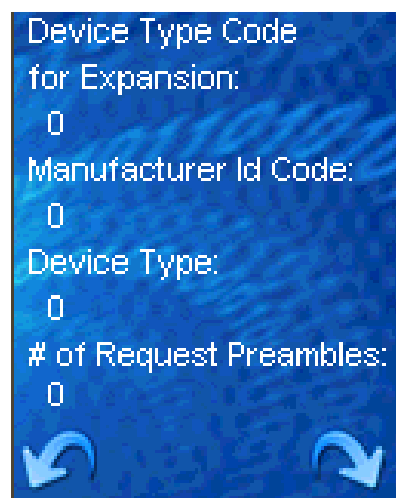 Device Type Code
for Expansion:
0
Manufacturer Id Code:
0
Device Type:
0
# of Request Preambles:
0